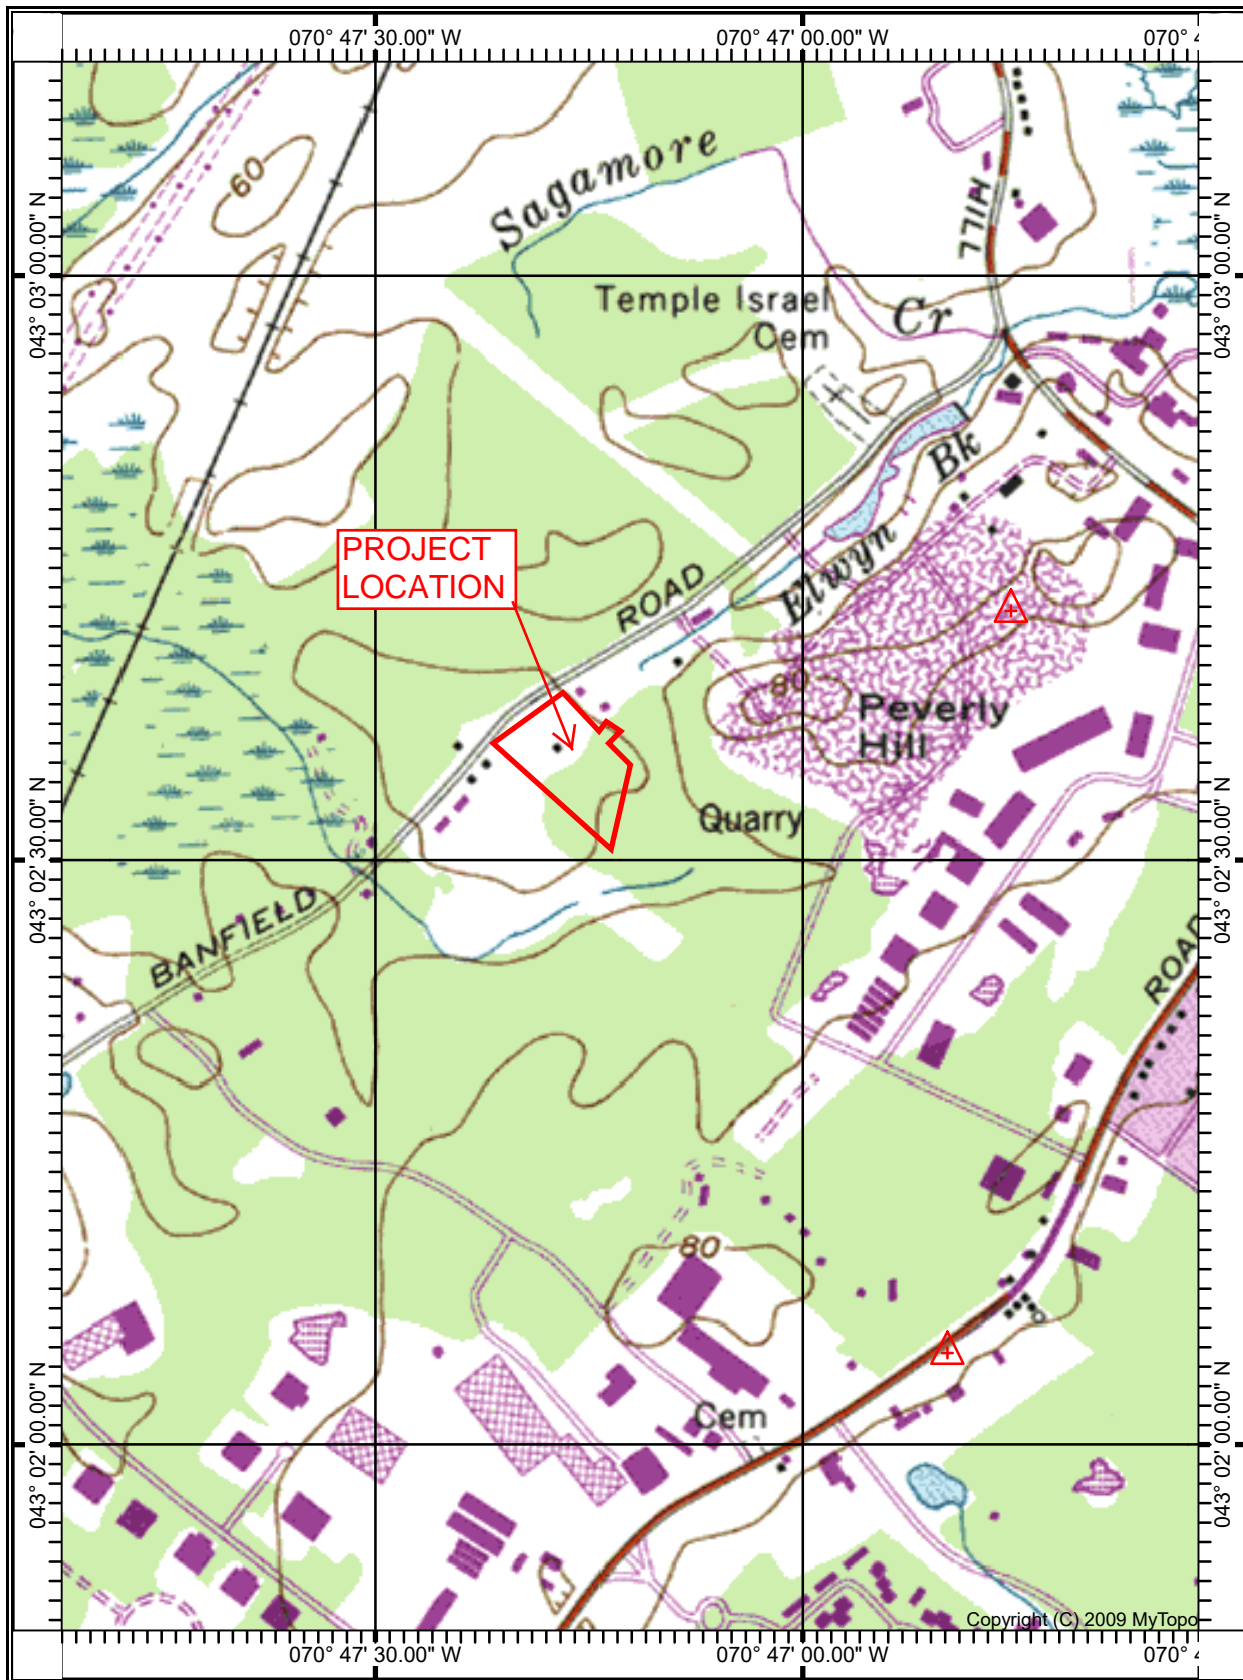 070° 47' 30.00" W
070° 47' 00.00" W
070° 4
043° 03' 00.00" N
043° 03' 00.00" N
60
Sagamore
HILL
Temple Israel
Cem
Cr
Bk
Elwyn
PROJECT
LOCATION
ROAD
80
Peverly
Hill
Quarry
043° 02' 30.00" N
043° 02' 30.00" N
BANFIELD
ROAD
80
Cem
043° 02' 00.00" N
043° 02' 00.00" N
Copyright (C) 2009 MyTopo
070° 47' 30.00" W
070° 47' 00.00" W
070° 4